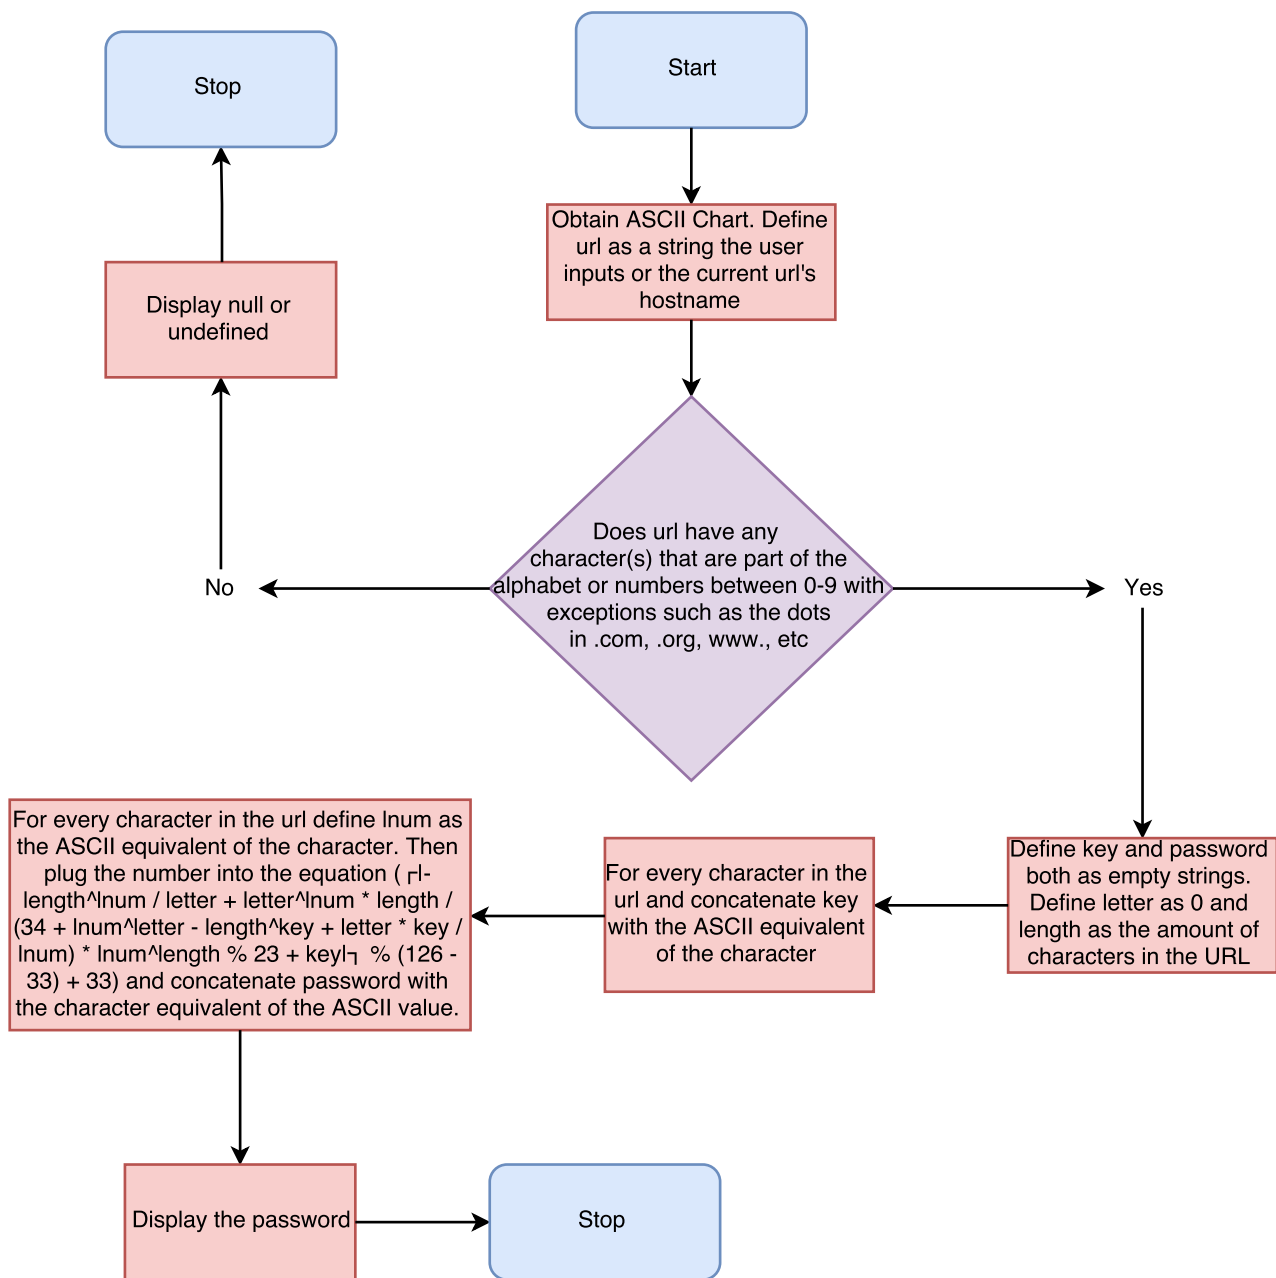 Start
Obtain ASCII Chart. Define
url as a string the user
inputs or the current url's
hostname
Does url have any
character(s) that are part of the
alphabet or numbers between 0-9 with
exceptions such as the dots
in .com, .org, www., etc
No
Display null or
undefined
Stop
Yes
Define key and password
both as empty strings.
Define letter as 0 and
length as the amount of
characters in the URL
For every character in the
url and concatenate key
with the ASCII equivalent
of the character
For every character in the url define lnum as
the ASCII equivalent of the character. Then
plug the number into the equation (┌|-
length^lnum / letter + letter^lnum * length /
(34 + lnum^letter - length^key + letter * key /
lnum) * lnum^length % 23 + key|┐ % (126 -
33) + 33) and concatenate password with
the character equivalent of the ASCII value.
Display the password
Stop